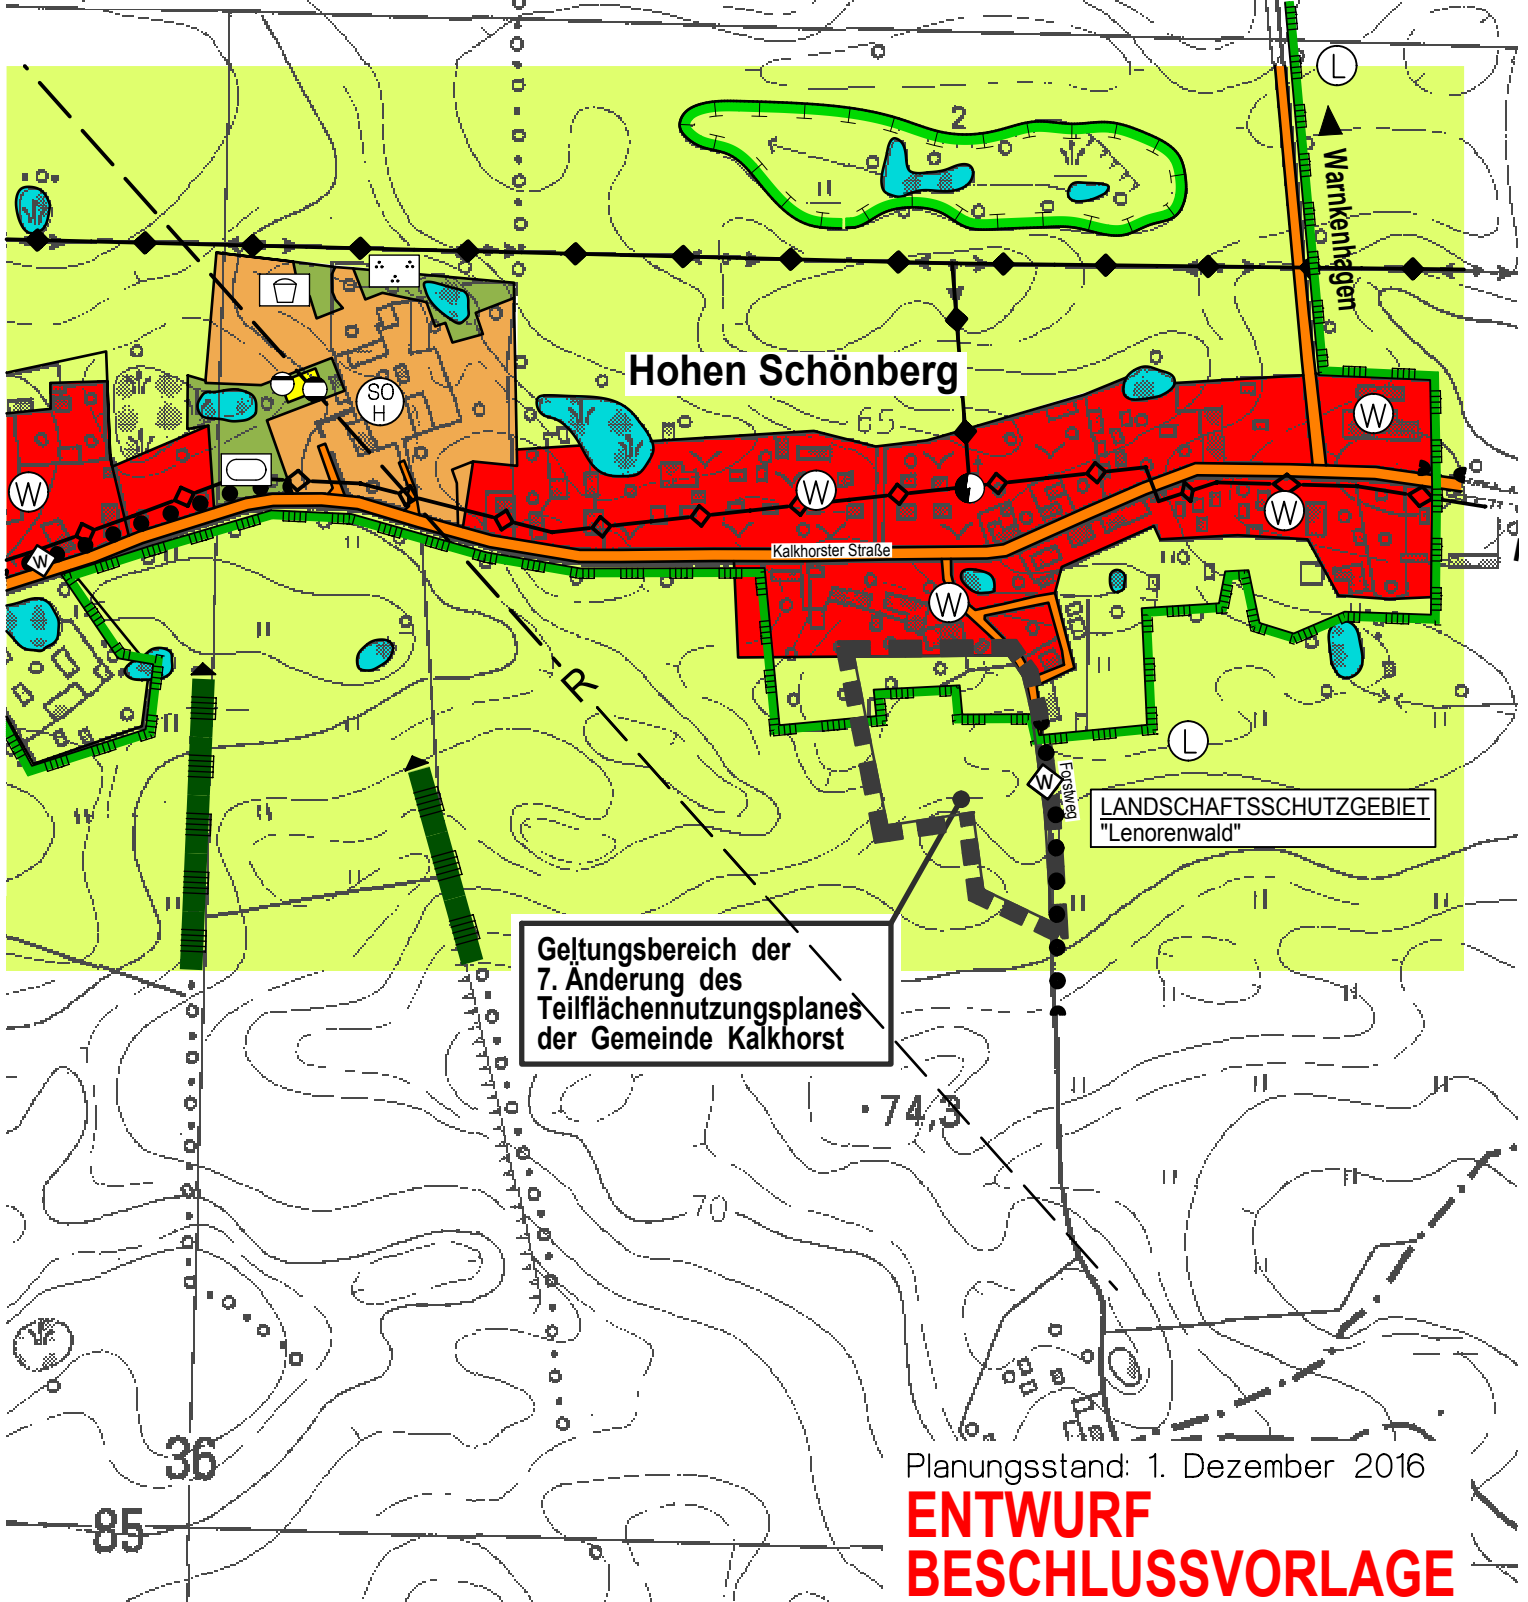 L
2
Warnkenhagen
Hohen Schönberg
SO
H
65
W
W
W
W
Kalkhorster Straße
W
W
R
L
W
Forstweg
LANDSCHAFTSSCHUTZGEBIET
"Lenorenwald"
Geltungsbereich der
7. Änderung des
Teilflächennutzungsplanes
der Gemeinde Kalkhorst
74,3
70
36
85
Planungsstand: 1. Dezember 2016
ENTWURF
BESCHLUSSVORLAGE